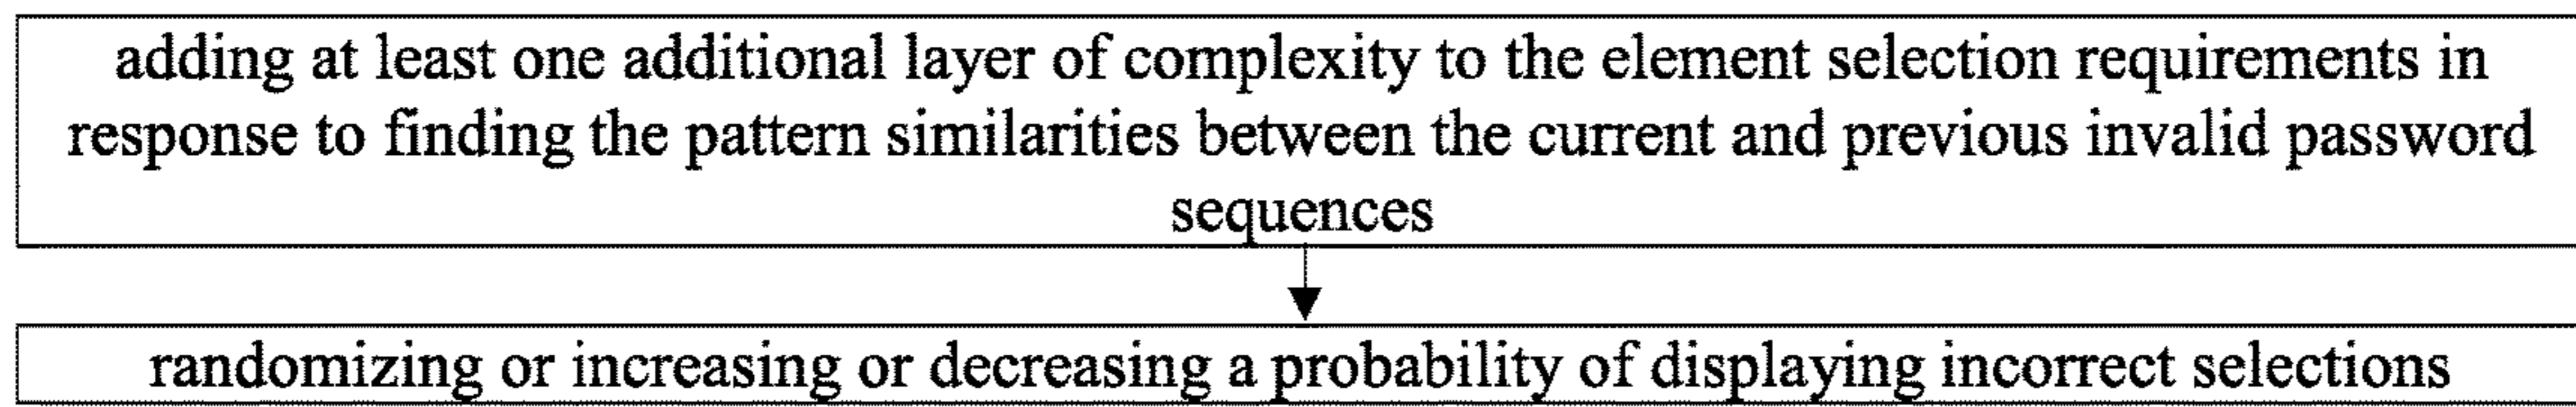 adding at least one additional layer of complexity to the element selection requirements in
response to finding the pattern similarities between the current and previous invalid password
sequences
randomizing or increasing or decreasing a probability of displaying incorrect selections